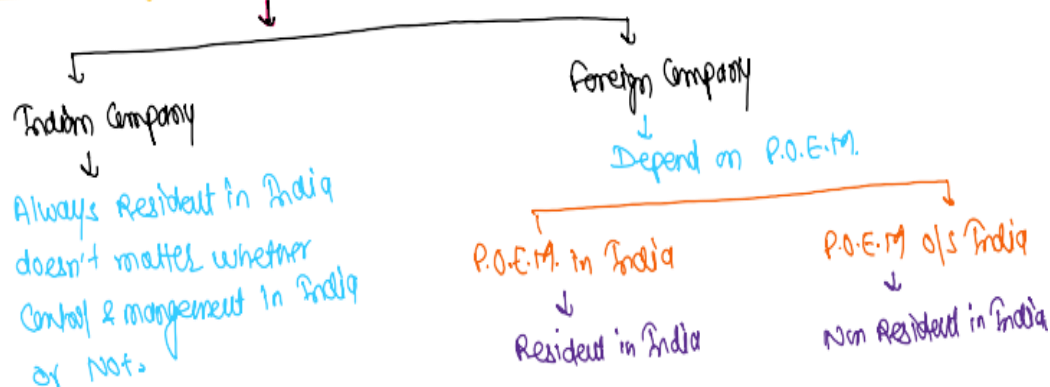 Indian Company
Foreign Company
Depend on P.O.E.M.
Always Resident in India
doesn't matter whether
Control & mangement in India
or Not.
P.O.E.M. in India
P.O.E.M o/s India
Resident in India
Non Resident in India